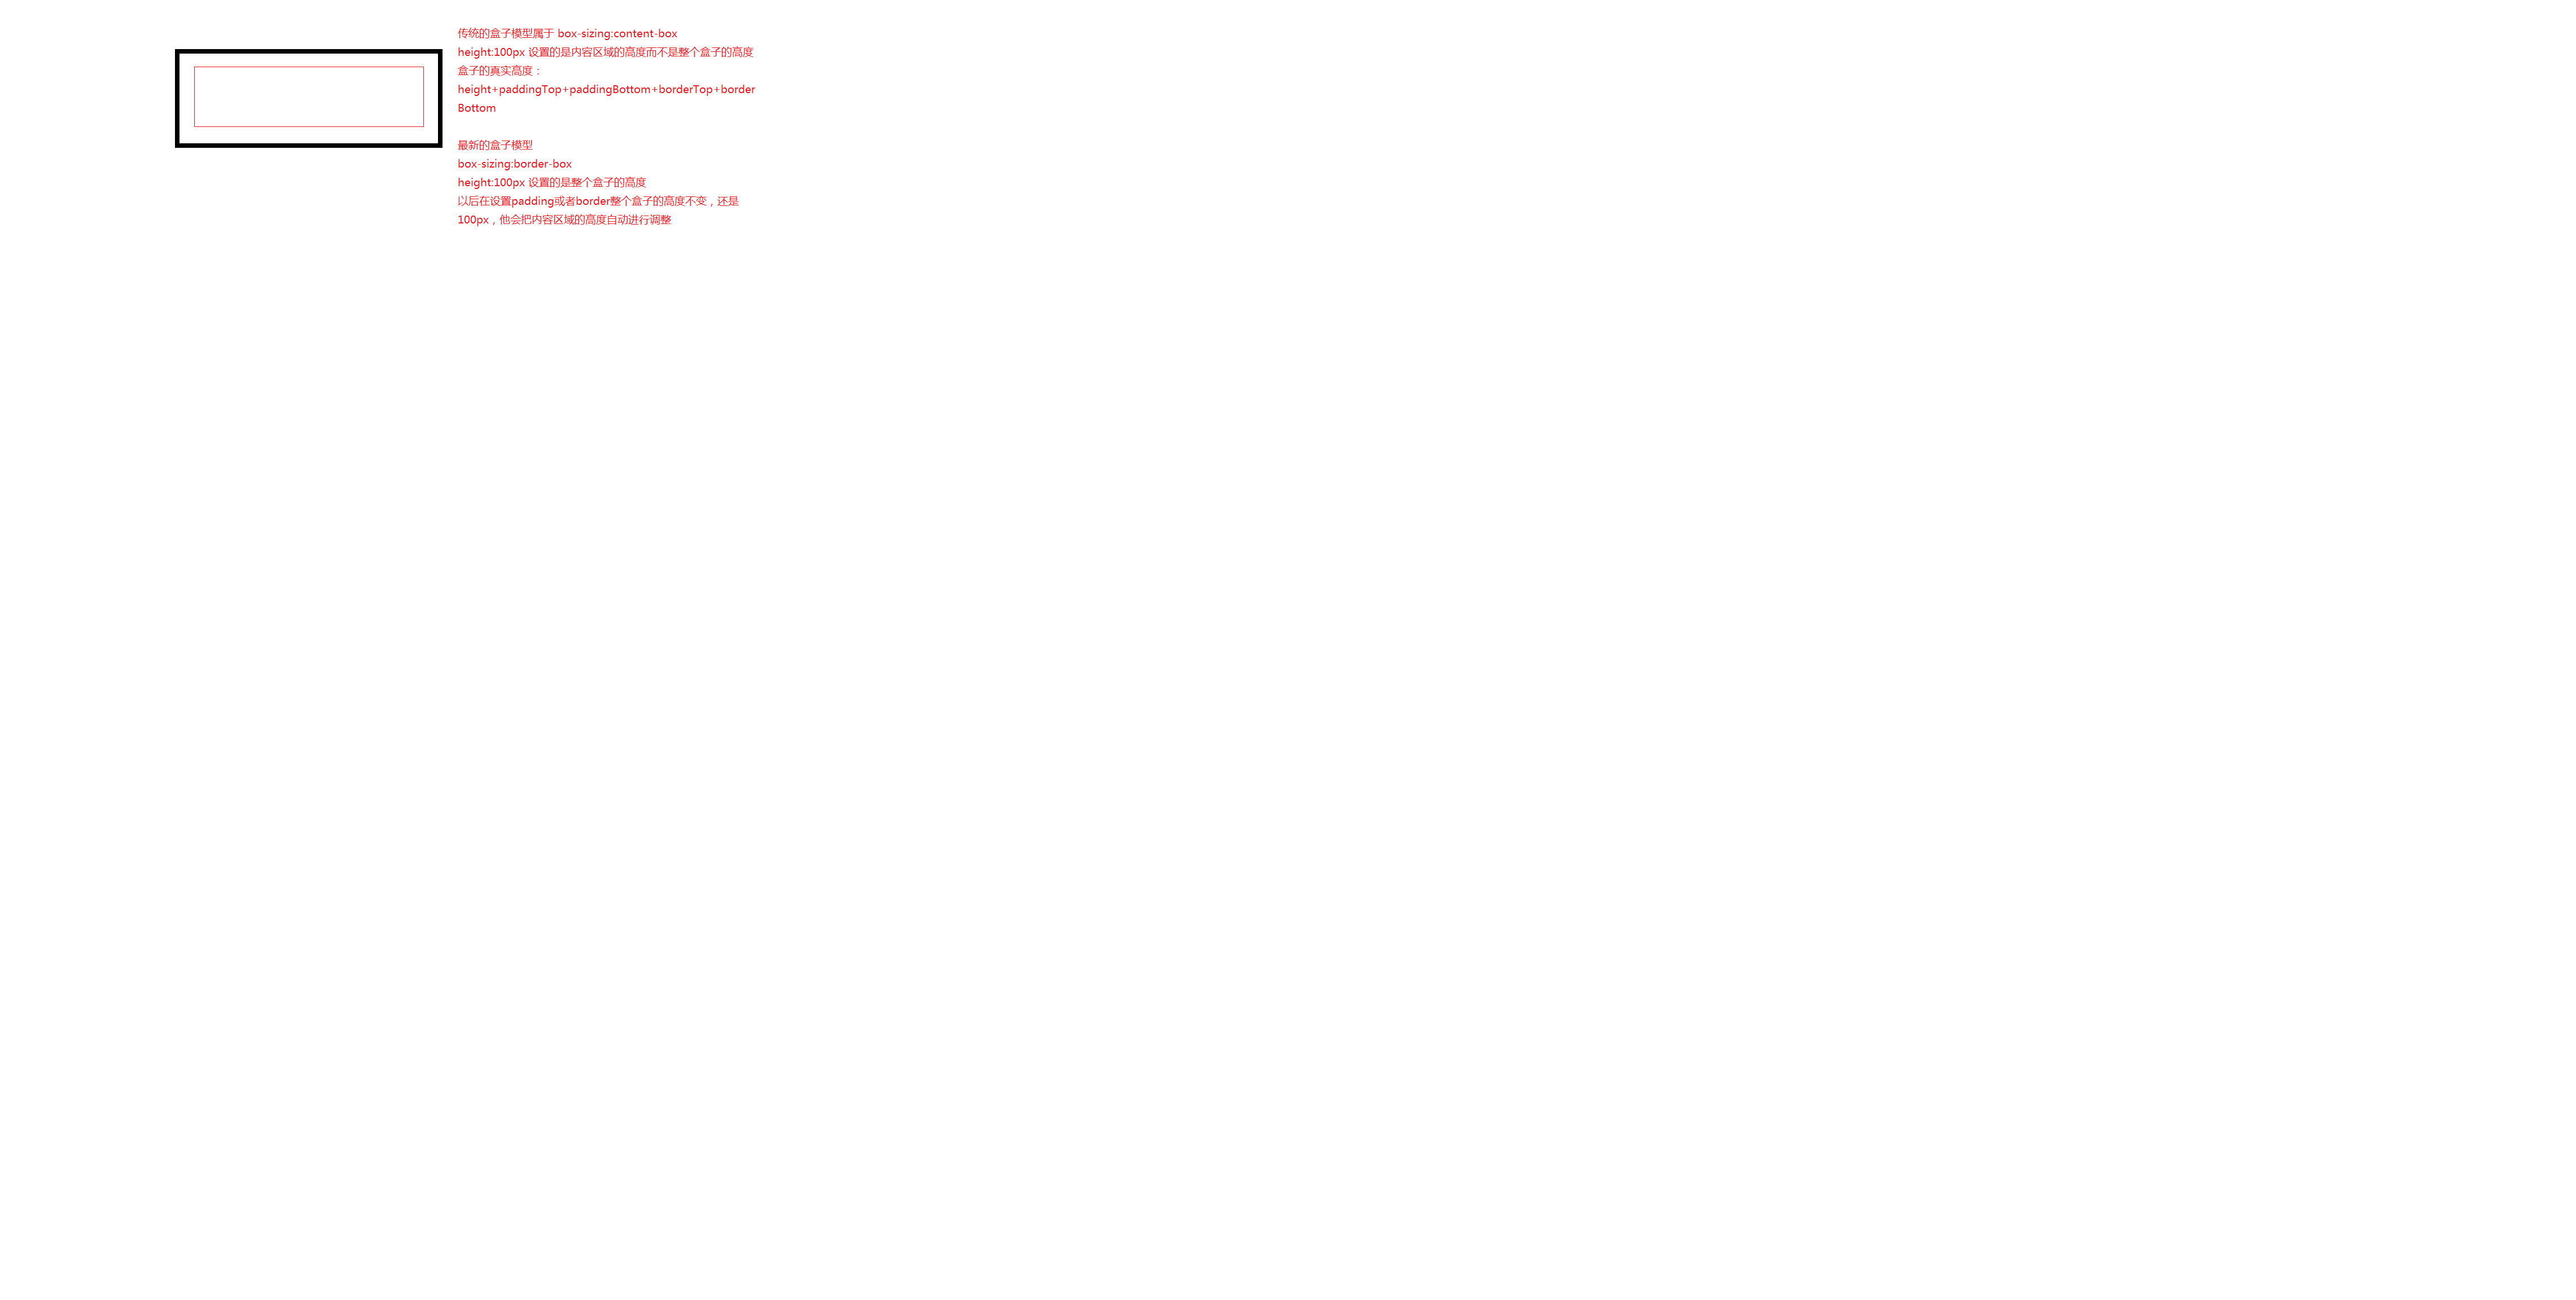 传统的盒子模型属于 box-sizing:content-box
height:100px 设置的是内容区域的高度而不是整个盒子的高度
盒子的真实高度：
height+paddingTop+paddingBottom+borderTop+border
Bottom
最新的盒子模型
box-sizing:border-box
height:100px 设置的是整个盒子的高度
以后在设置padding或者border整个盒子的高度不变，还是
100px，他会把内容区域的高度自动进行调整